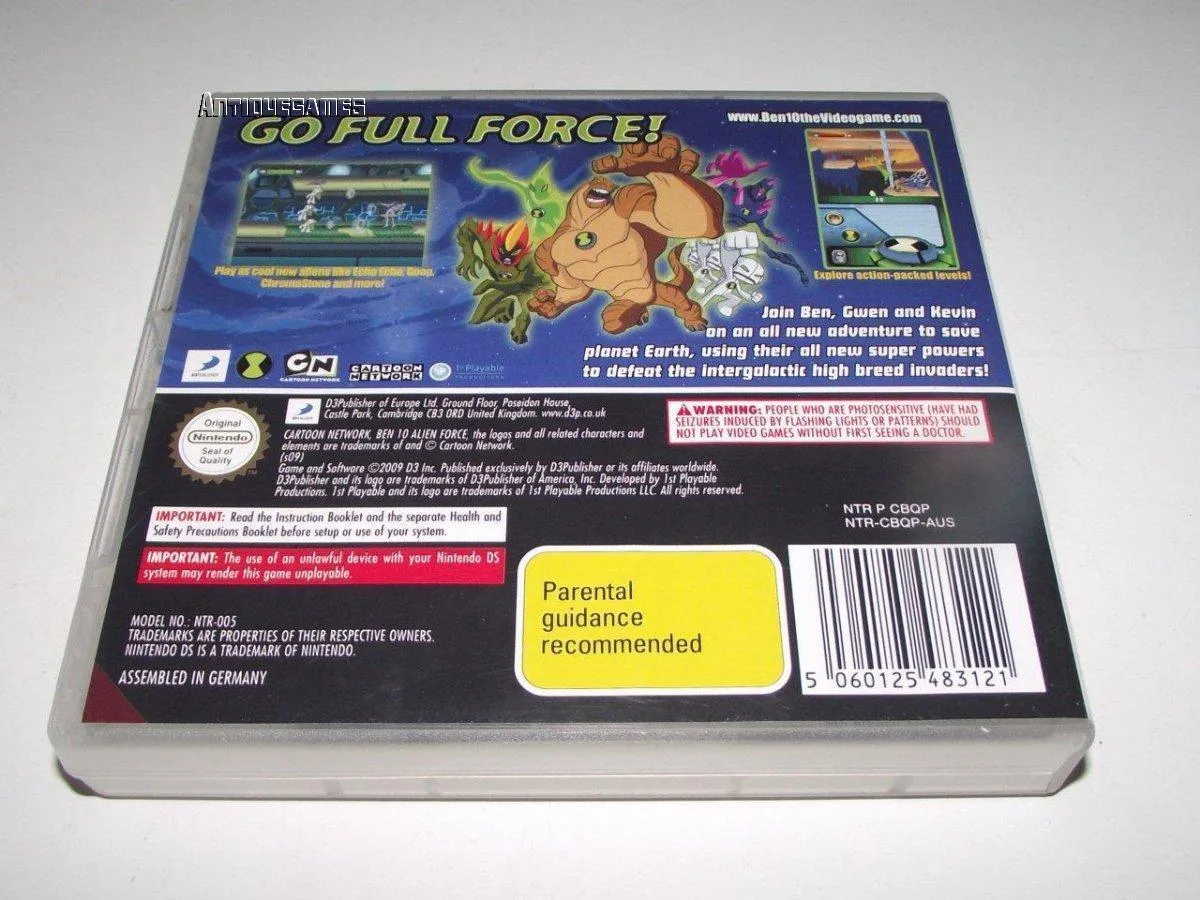 ANTIQUEGAMES
GO FULL FORCE!
www.Ben10theVideogame.com
Play as cool new aliens like Echo Echo, Goop,
ChromaStone and more!
Explore action-packed levels!
Join Ben, Gwen and Kevin
on an all new adventure to save
planet Earth, using their all new super powers
to defeat the intergalactic high breed invaders!
D3PUBLISHER
CN
CARTOON NETWORK
CARTOON
NETWORK
1st Playable
PRODUCTIONS
Original
Nintendo
Seal of
Quality
TM
D3Publisher of Europe Ltd. Ground Floor, Poseidon House,
Castle Park, Cambridge CB3 0RD United Kingdom. www.d3p.co.uk
CARTOON NETWORK, BEN 10 ALIEN FORCE, the logos and all related characters and
elements are trademarks of and © Cartoon Network.
(s09)
Game and Software ©2009 D3 Inc. Published exclusively by D3Publisher or its affiliates worldwide.
D3Publisher and its logo are trademarks of D3Publisher of America, Inc. Developed by 1st Playable
Productions. 1st Playable and its logo are trademarks of 1st Playable Productions LLC. All rights reserved.
WARNING: PEOPLE WHO ARE PHOTOSENSITIVE (HAVE HAD
SEIZURES INDUCED BY FLASHING LIGHTS OR PATTERNS) SHOULD
NOT PLAY VIDEO GAMES WITHOUT FIRST SEEING A DOCTOR.
NTR P CBQP
NTR-CBQP-AUS
IMPORTANT: Read the Instruction Booklet and the separate Health and
Safety Precautions Booklet before setup or use of your system.
IMPORTANT: The use of an unlawful device with your Nintendo DS
system may render this game unplayable.
MODEL NO.: NTR-005
TRADEMARKS ARE PROPERTIES OF THEIR RESPECTIVE OWNERS.
NINTENDO DS IS A TRADEMARK OF NINTENDO.
ASSEMBLED IN GERMANY
Parental
guidance
recommended
5 060125 483121